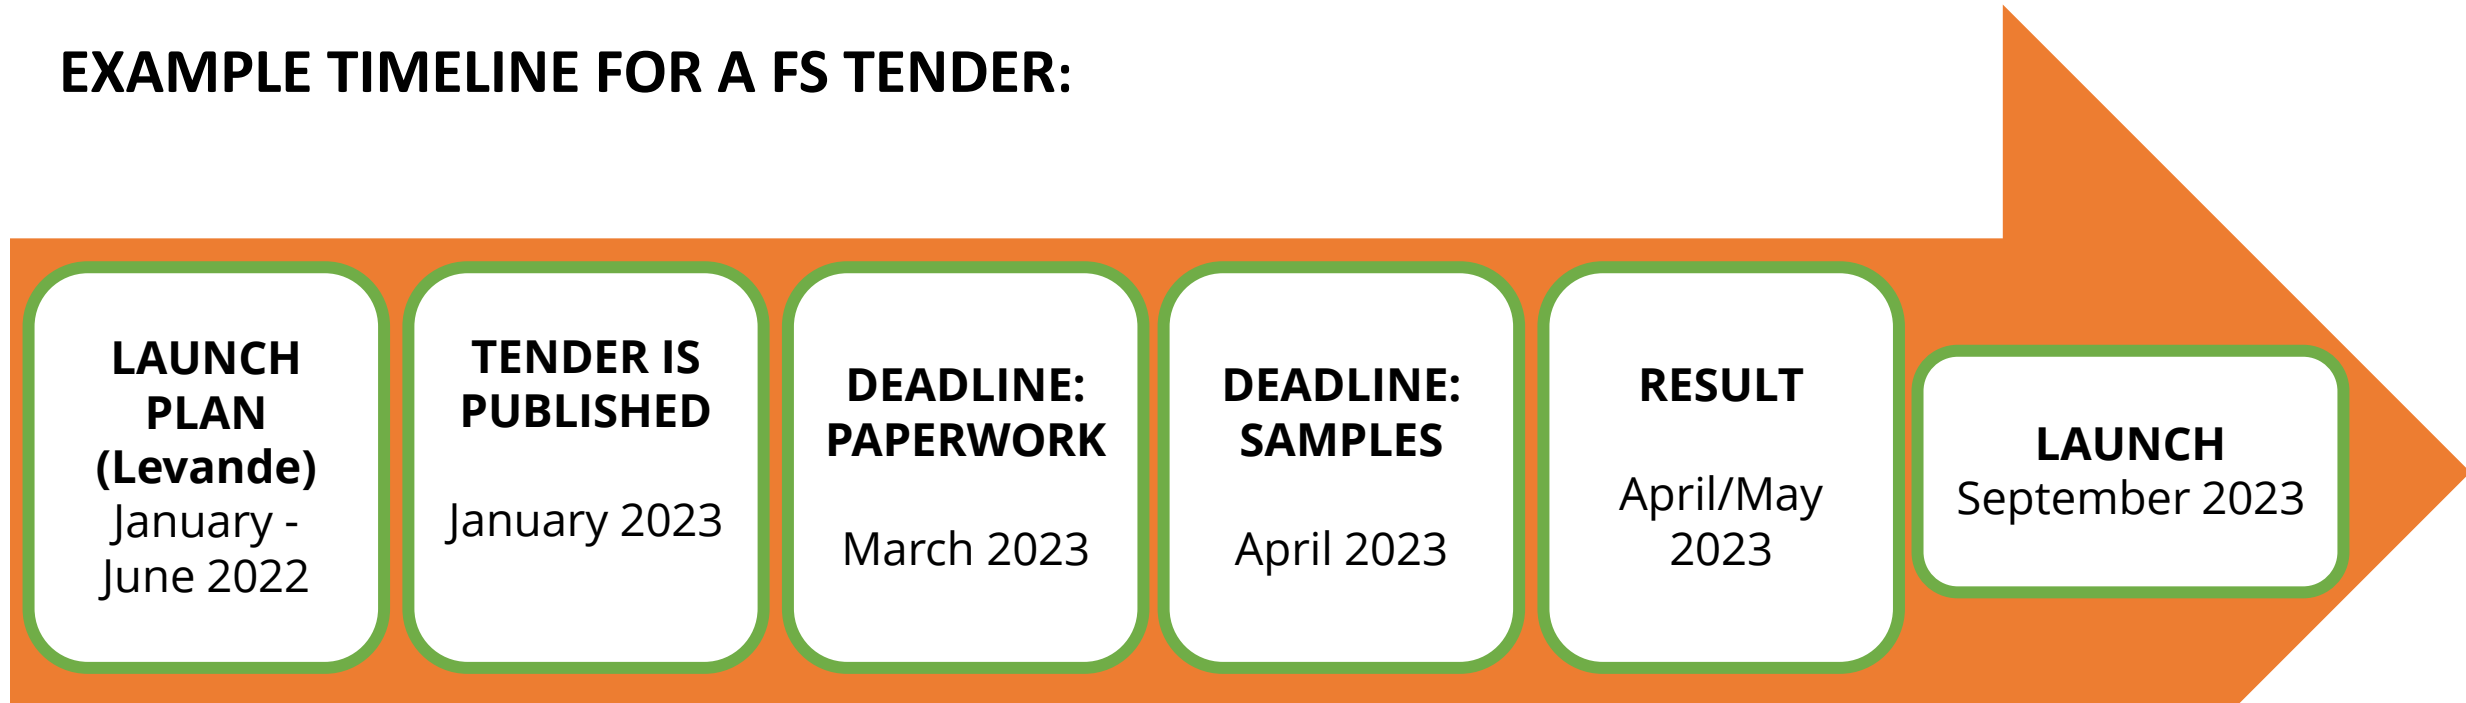 EXAMPLE TIMELINE FOR A FS TENDER:
LAUNCH
PLAN
(Levande)
January -
June 2022
TENDER IS
PUBLISHED
January 2023
DEADLINE:
PAPERWORK
March 2023
DEADLINE:
SAMPLES
April 2023
RESULT
April/May
2023
LAUNCH
September 2023